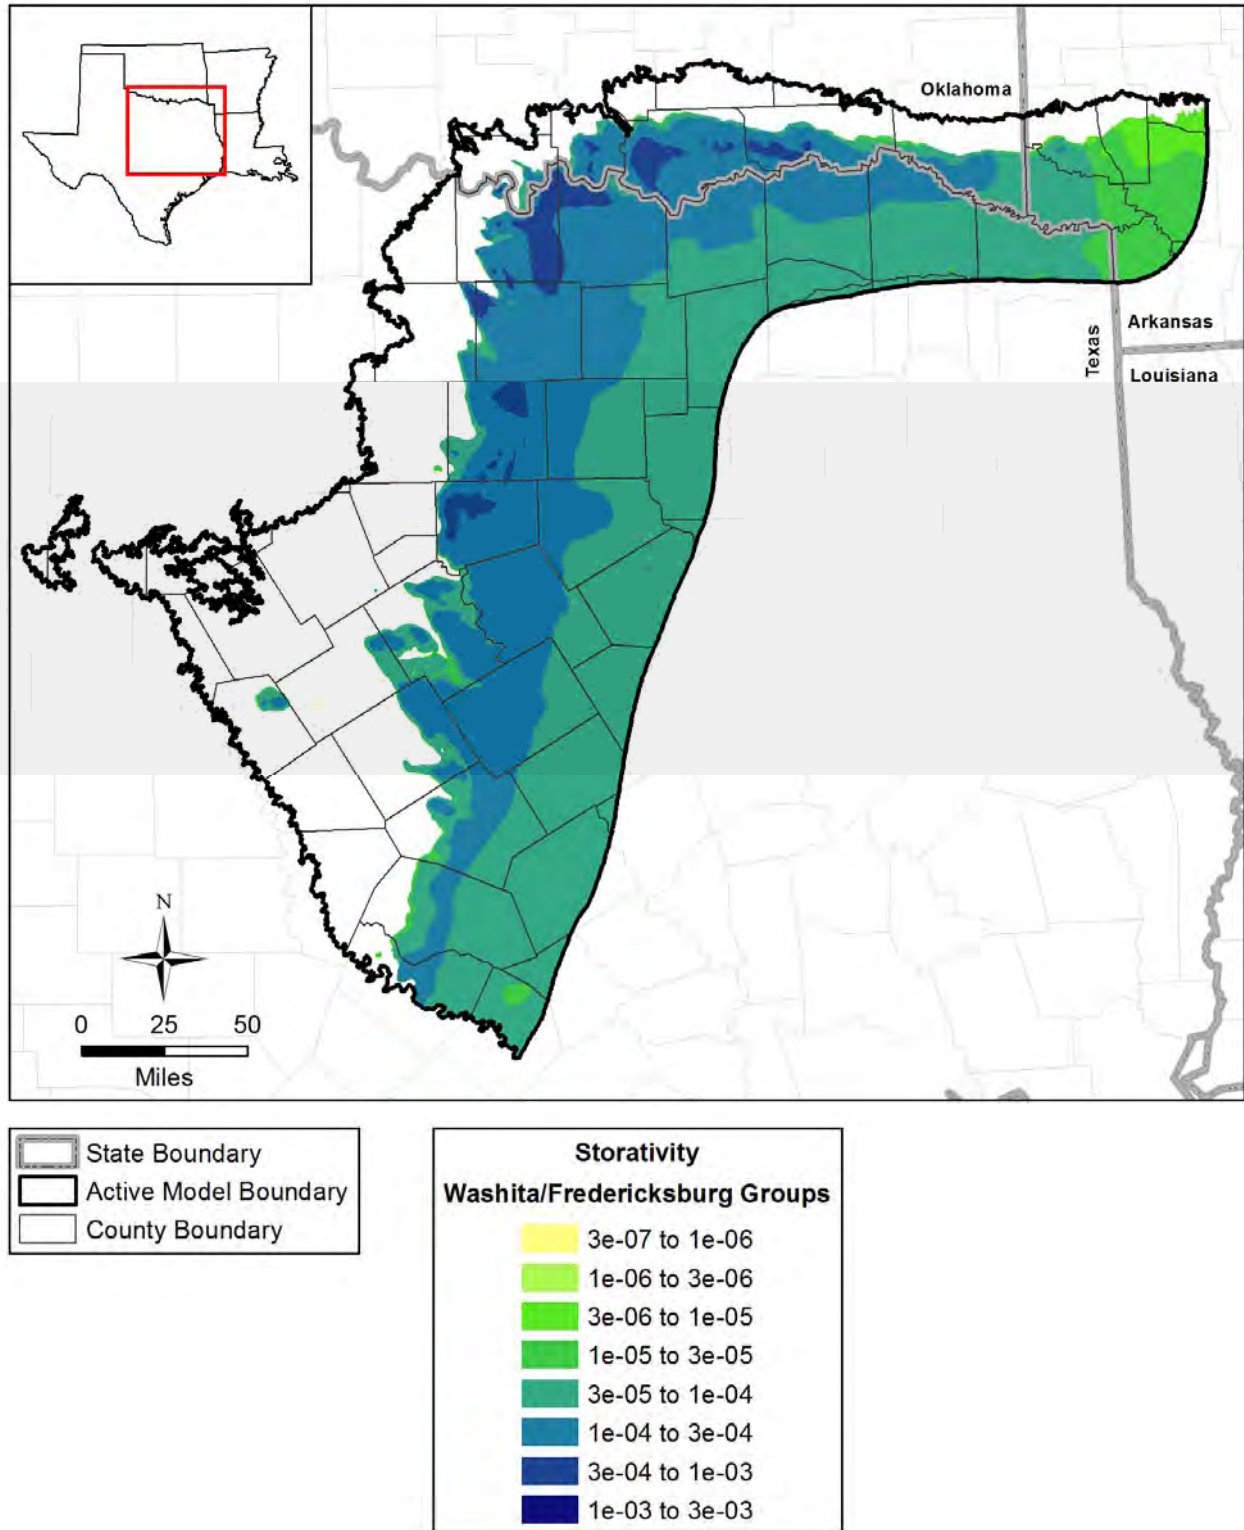 Oklahoma
Arkansas
Texas
Louisiana
N
0 25 50
Miles
State Boundary
Active Model Boundary
County Boundary
Storativity
Washita/Fredericksburg Groups
3e-07 to 1e-06
1e-06 to 3e-06
3e-06 to 1e-05
1e-05 to 3e-05
3e-05 to 1e-04
1e-04 to 3e-04
3e-04 to 1e-03
1e-03 to 3e-03